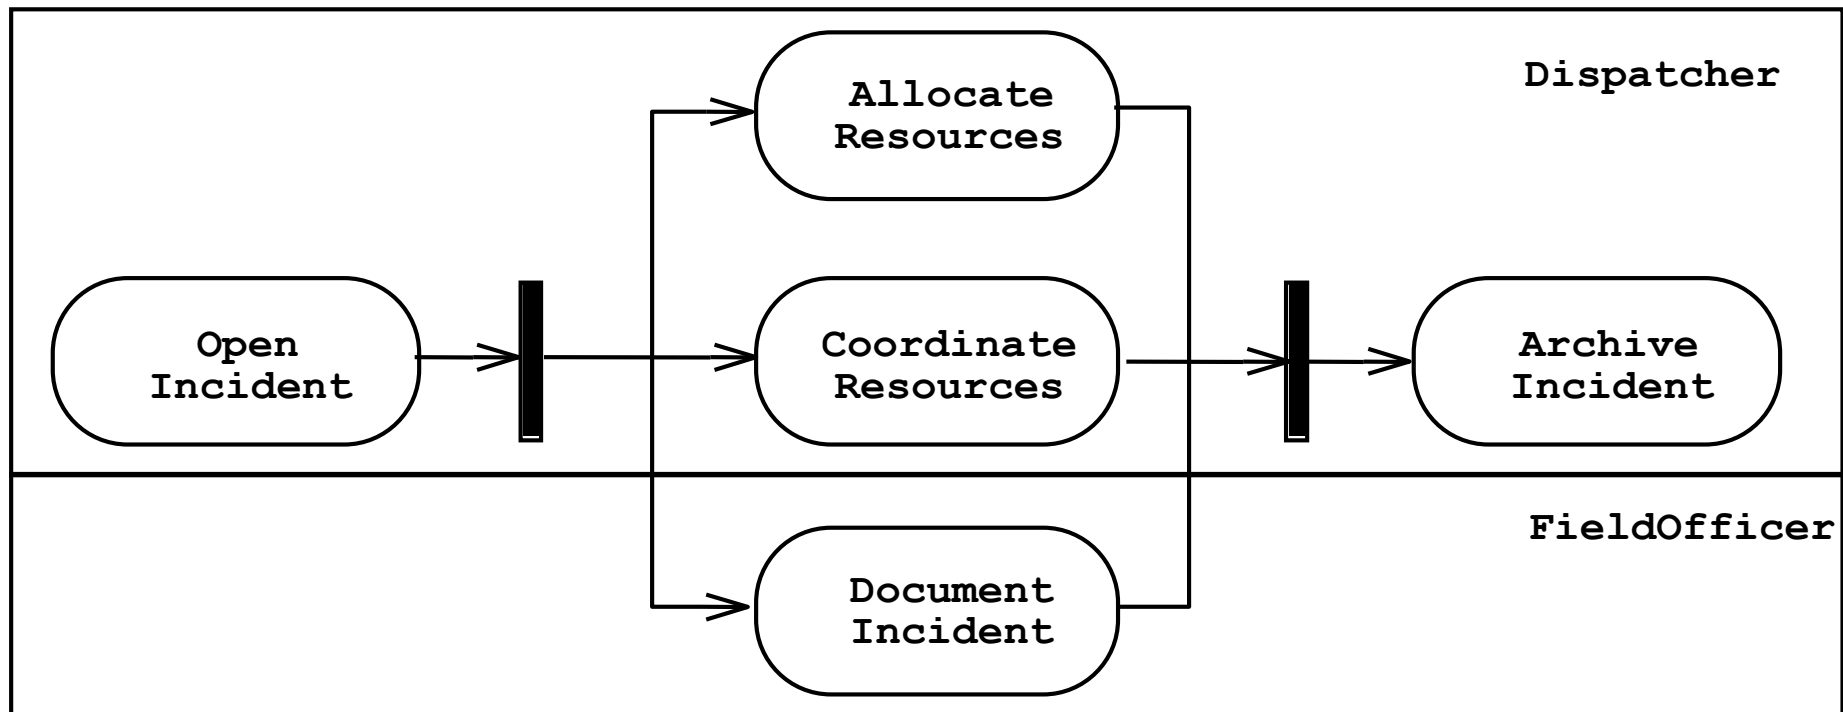 Dispatcher
Allocate
Resources
Open
Incident
Coordinate
Resources
Archive
Incident
FieldOfficer
Document
Incident